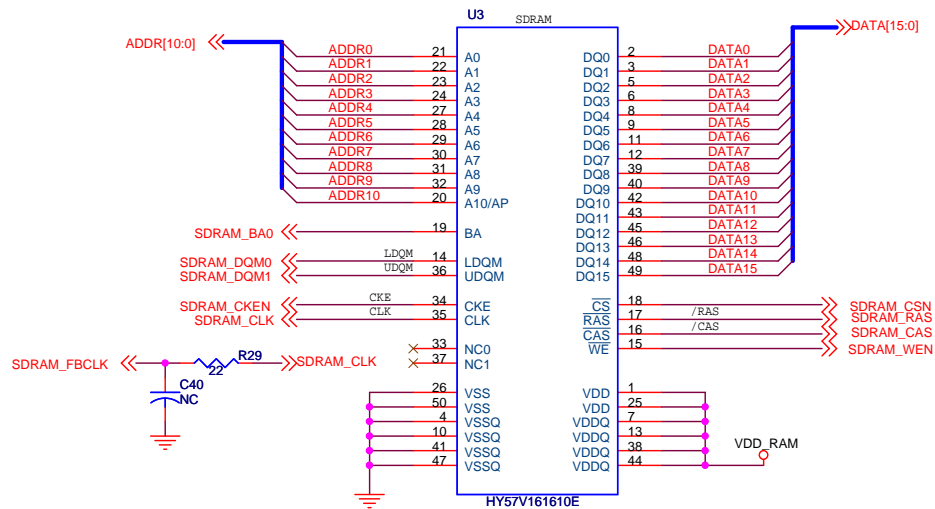 U3
SDRAM
ADDR[10:0]
DATA[15:0]
ADDR0 21 A0 DQ0 2 DATA0
ADDR1 22 A1 DQ1 3 DATA1
ADDR2 23 A2 DQ2 5 DATA2
ADDR3 24 A3 DQ3 6 DATA3
ADDR4 27 A4 DQ4 8 DATA4
ADDR5 28 A5 DQ5 9 DATA5
ADDR6 29 A6 DQ6 11 DATA6
ADDR7 30 A7 DQ7 12 DATA7
ADDR8 31 A8 DQ8 39 DATA8
ADDR9 32 A9 DQ9 40 DATA9
ADDR10 20 A10/AP DQ10 42 DATA10
DQ11 43 DATA11
SDRAM_BA0 19 BA DQ12 45 DATA12
DQ13 46 DATA13
SDRAM_DQM0 LDQM 14 LDQM DQ14 48 DATA14
SDRAM_DQM1 UDQM 36 UDQM DQ15 49 DATA15
SDRAM_CKEN CKE 34 CKE CS 18 SDRAM_CSN
SDRAM_CLK CLK 35 CLK RAS 17 /RAS SDRAM_RAS
CAS 16 /CAS SDRAM_CAS
33 NC0 WE 15 SDRAM_WEN
37 NC1
SDRAM_FBCLK R29 22 SDRAM_CLK
C40
NC
26 VSS VDD 1
50 VSS VDD 25
4 VSSQ VDDQ 7
10 VSSQ VDDQ 13
41 VSSQ VDDQ 38
47 VSSQ VDDQ 44
VDD_RAM
HY57V161610E